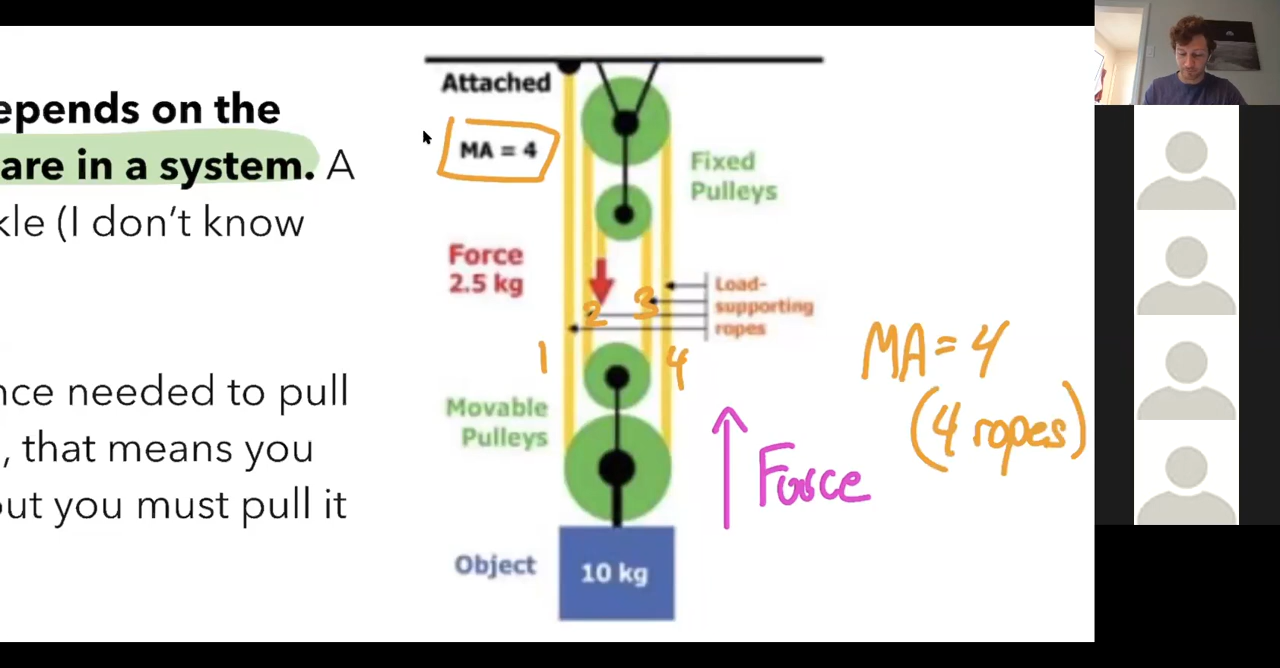 epends on the
are in a system. A
kle (I don't know
nce needed to pull
, that means you
out you must pull it
Attached
MA = 4
Fixed
Pulleys
Force
2.5 kg
Load-
supporting
ropes
1
2
3
4
Movable
Pulleys
Object
10 kg
MA = 4
(4 ropes)
Force